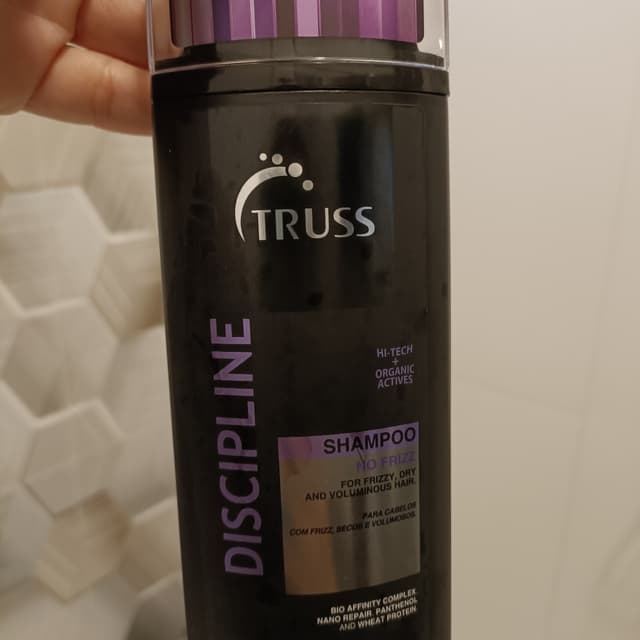 TRUSS
DISCIPLINE
HI-TECH
+
ORGANIC
ACTIVES
SHAMPOO
NO FRIZZ
FOR FRIZZY, DRY
AND VOLUMINOUS HAIR.
PARA CABELOS
COM FRIZZ, SECOS E VOLUMOSOS.
BIO AFFINITY COMPLEX
NANO REPAIR, PANTHENOL
AND WHEAT PROTEIN